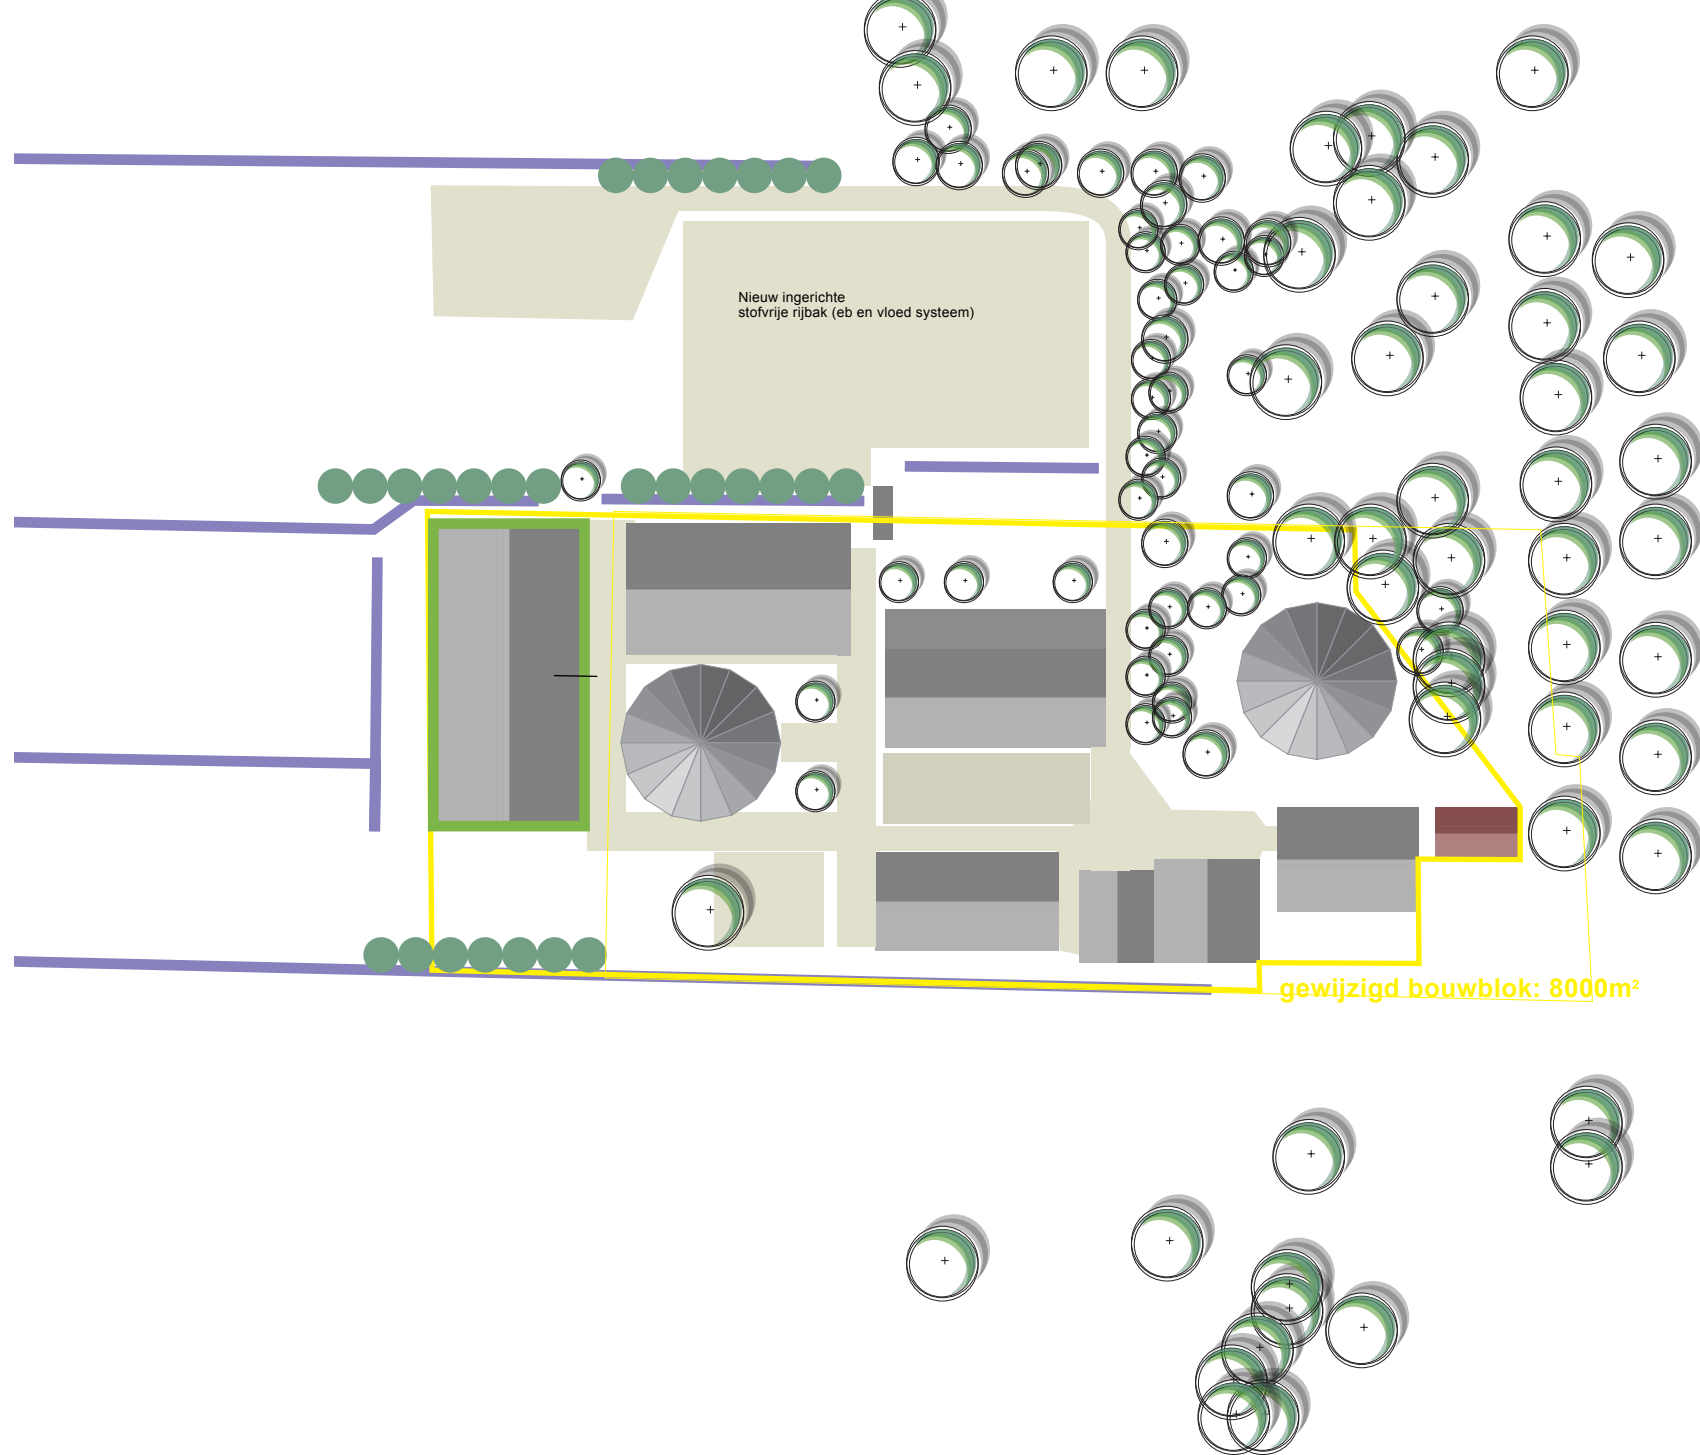 Nieuw ingerichte
stofvrije rijbak (eb en vloed systeem)
gewijzigd bouwblok: 8000m²